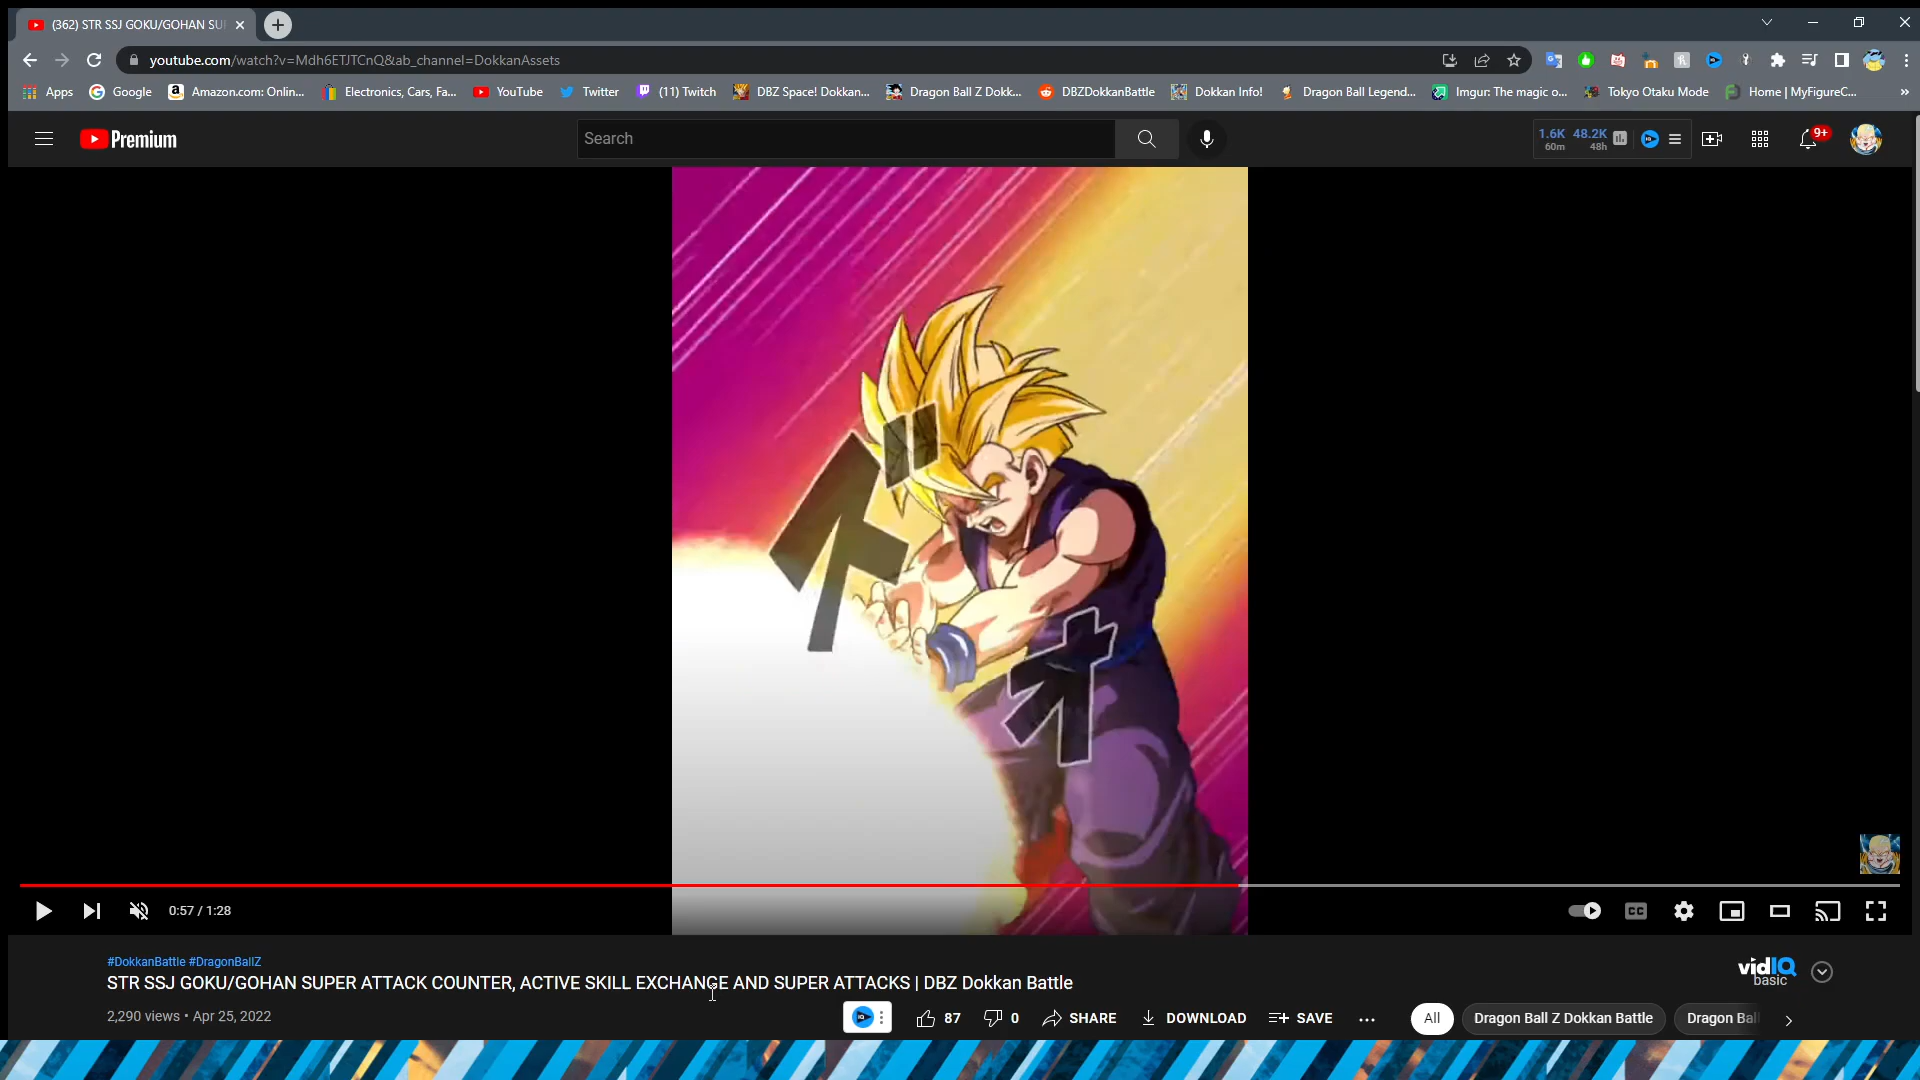 (362) STR SSJ GOKU/GOHAN SU
youtube.com/watch?v=Mdh6ETJTCnQ&ab_channel=DokkanAssets
Apps Google Amazon.com: Onlin... Electronics, Cars, Fa... YouTube Twitter (11) Twitch DBZ Space! Dokkan... Dragon Ball Z Dokk... DBZDokkanBattle Dokkan Info! Dragon Ball Legend... Imgur: The magic o... Tokyo Otaku Mode Home | MyFigureC... »
Premium Search 1.6K 48.2K 9+
60m 48h
ズ
オ
0:57 / 1:28 CC
#DokkanBattle #DragonBallZ
STR SSJ GOKU/GOHAN SUPER ATTACK COUNTER, ACTIVE SKILL EXCHANGE AND SUPER ATTACKS | DBZ Dokkan Battle
vidIQ
basic
2,290 views • Apr 25, 2022
87 0 SHARE DOWNLOAD SAVE ... All Dragon Ball Z Dokkan Battle Dragon Ball